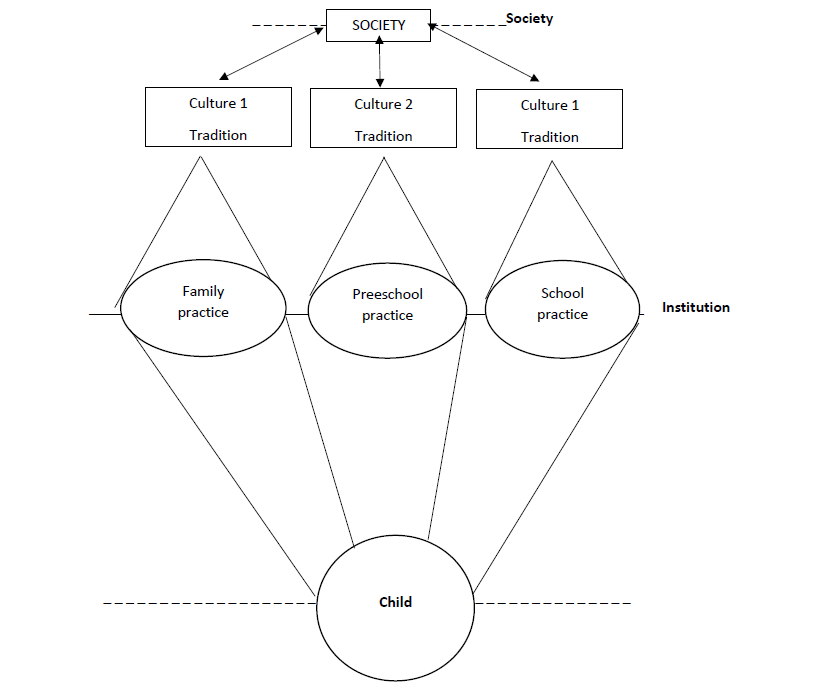 SOCIETY
Society
Culture 1
Tradition
Culture 2
Tradition
Culture 1
Tradition
Family
practice
Preeschool
practice
School
practice
Institution
Child